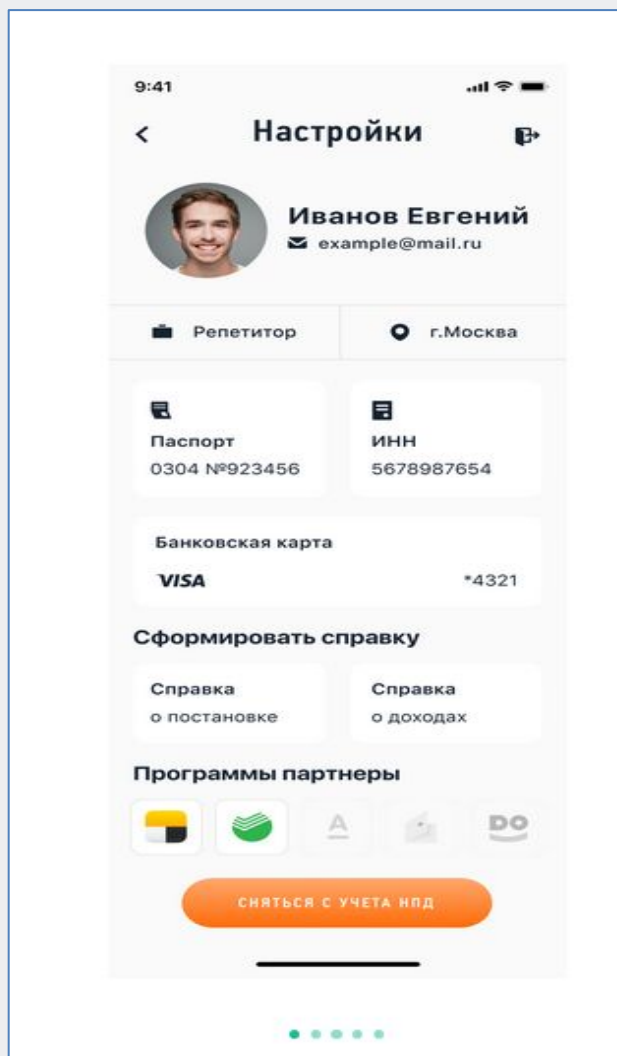 9:41
Настройки
Иванов Евгений
example@mail.ru
Репетитор
г.Москва
Паспорт
0304 №923456
ИНН
5678987654
Банковская карта
VISA *4321
Сформировать справку
Справка
о постановке
Справка
о доходах
Программы партнеры
А
DO
СНЯТЬСЯ С УЧЕТА НПД